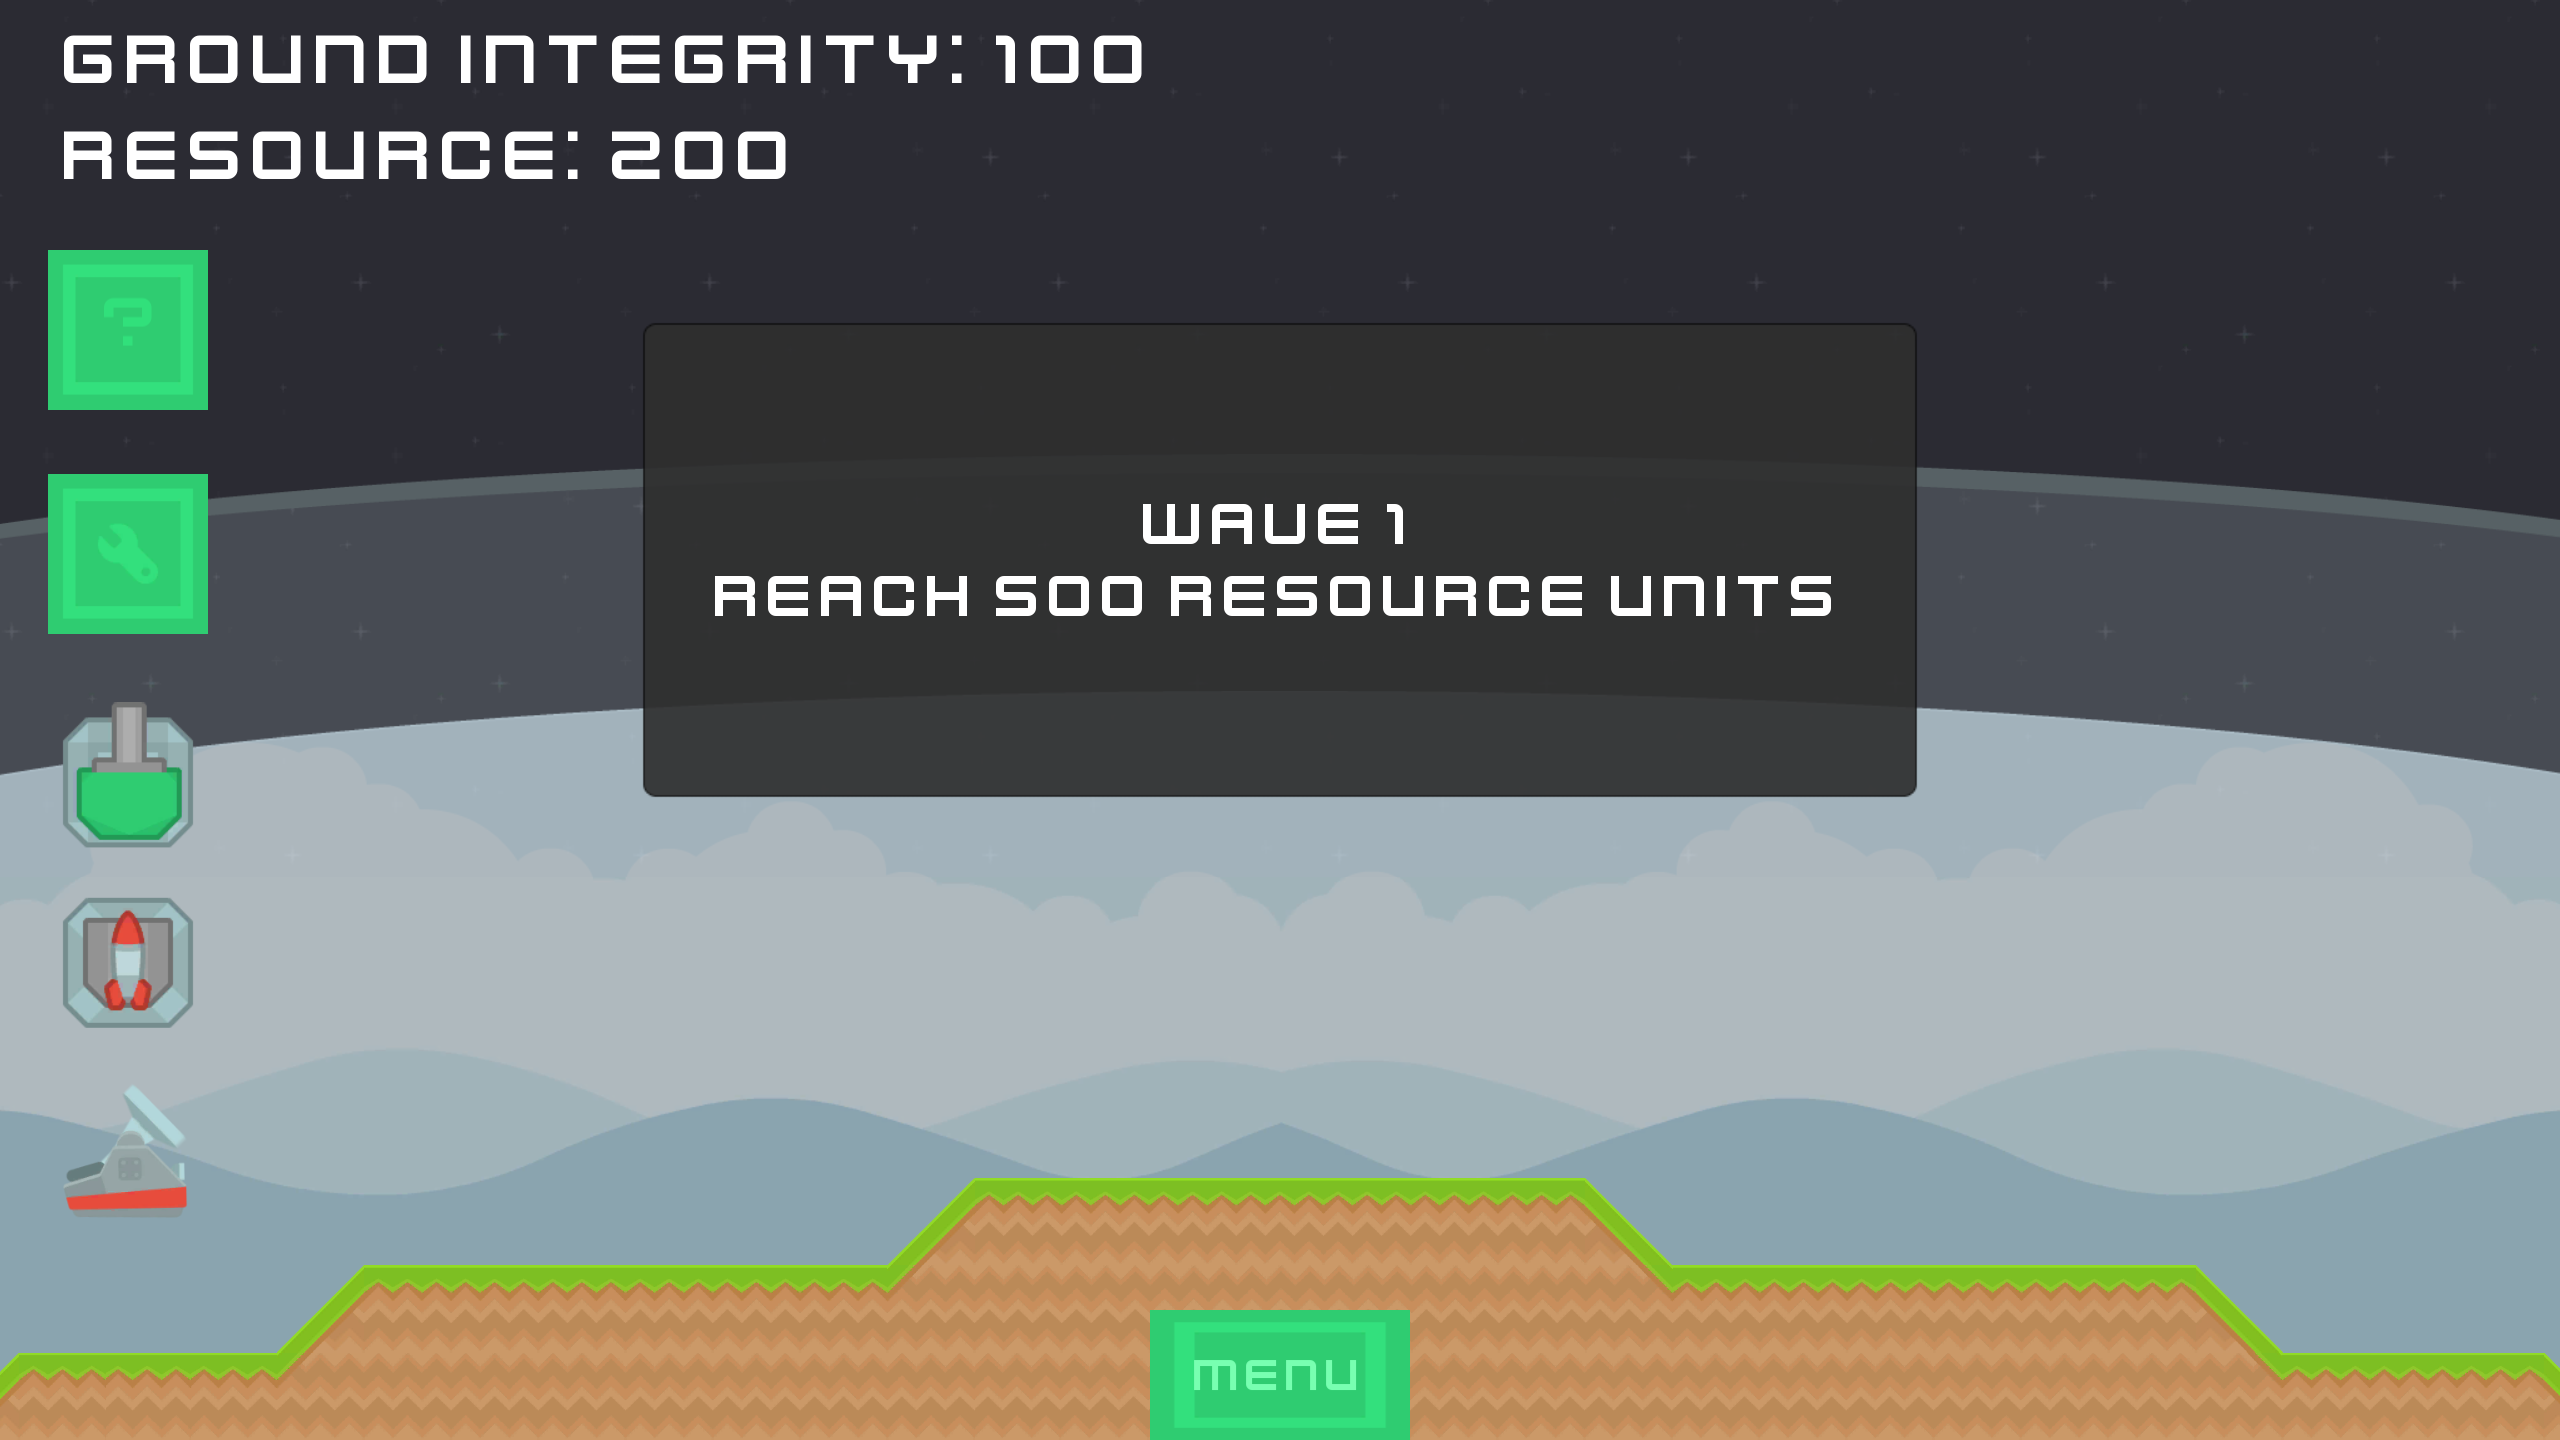 GROUND INTEGRITY: 100
RESOURCE: 200
?
WAVE 1
REACH 500 RESOURCE UNITS
MENU